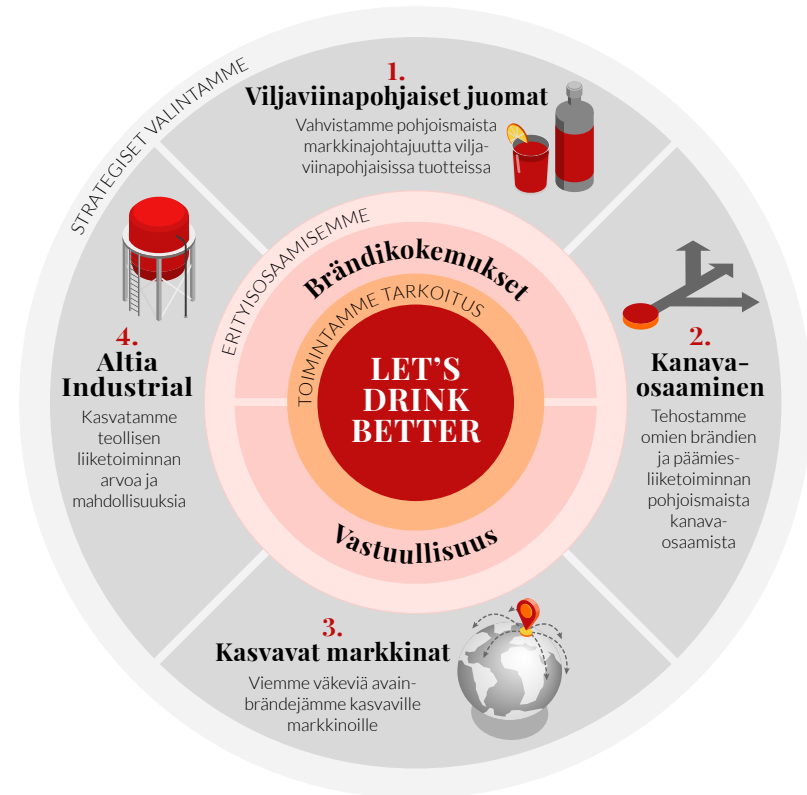 STRATEGISET VALINTAMME
1.
Viljaviinapohjaiset juomat
Vahvistamme pohjoismaista
markkinajohtajuutta vilja-
viinapohjaisissa tuotteissa
2.
Kanava-
osaaminen
Tehostamme
omien brändien
ja päämies-
liiketoiminnan
pohjoismaista
kanava-
osaamista
3.
Kasvavat markkinat
Viemme väkeviä avain-
brändejämme kasvaville
markkinoille
4.
Altia
Industrial
Kasvatamme
teollisen
liiketoiminnan
arvoa ja
mahdollisuuksia
ERITYISOSAAMISEMME
Brändikokemukset
Vastuullisuus
TOIMINTAMME TARKOITUS
LET'S
DRINK
BETTER